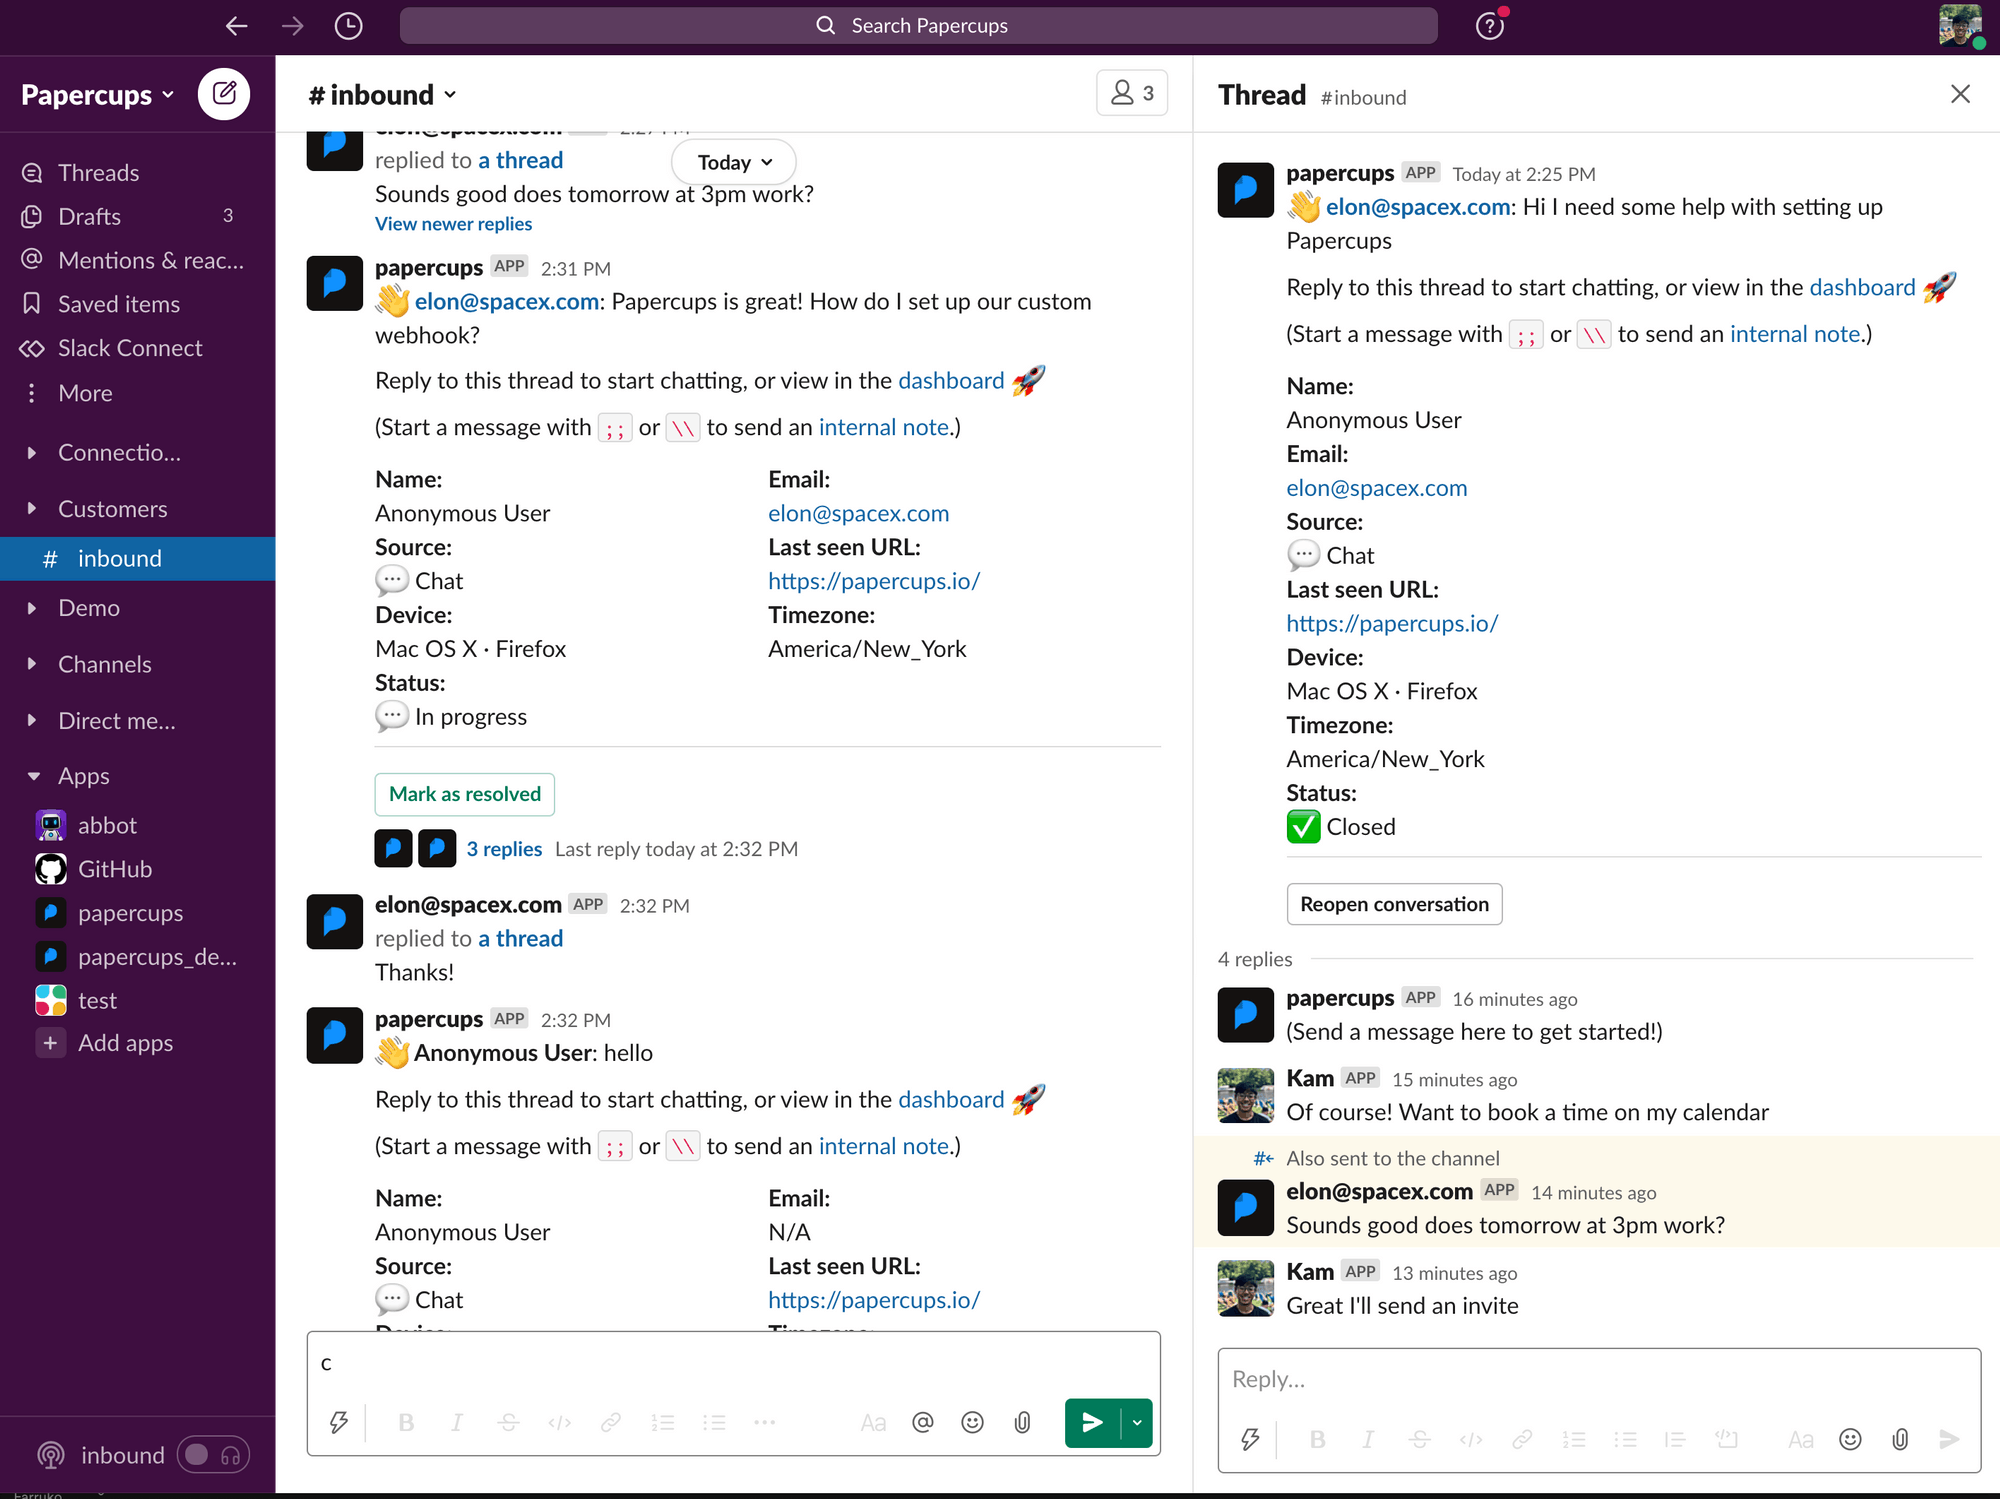 Search Papercups
Papercups
Threads
Drafts 3
Mentions & reac...
Saved items
Slack Connect
More
Connectio...
Customers
# inbound
Demo
Channels
Direct me...
Apps
abbot
GitHub
papercups
papercups_de...
test
+ Add apps
inbound
# inbound
3
elon@spacex.com APP 2:27 PM
replied to a thread
Today
Sounds good does tomorrow at 3pm work?
View newer replies
papercups APP 2:31 PM
👋 elon@spacex.com: Papercups is great! How do I set up our custom
webhook?
Reply to this thread to start chatting, or view in the dashboard 🚀
(Start a message with ;; or \\ to send an internal note.)
Name: Email:
Anonymous User elon@spacex.com
Source: Last seen URL:
💬 Chat https://papercups.io/
Device: Timezone:
Mac OS X · Firefox America/New_York
Status:
💬 In progress
Mark as resolved
3 replies Last reply today at 2:32 PM
elon@spacex.com APP 2:32 PM
replied to a thread
Thanks!
papercups APP 2:32 PM
👋 Anonymous User: hello
Reply to this thread to start chatting, or view in the dashboard 🚀
(Start a message with ;; or \\ to send an internal note.)
Name: Email:
Anonymous User N/A
Source: Last seen URL:
💬 Chat https://papercups.io/
Device: Timezone:
c
B I S </> Aa @
Thread #inbound
papercups APP Today at 2:25 PM
👋 elon@spacex.com: Hi I need some help with setting up
Papercups
Reply to this thread to start chatting, or view in the dashboard 🚀
(Start a message with ;; or \\ to send an internal note.)
Name:
Anonymous User
Email:
elon@spacex.com
Source:
💬 Chat
Last seen URL:
https://papercups.io/
Device:
Mac OS X · Firefox
Timezone:
America/New_York
Status:
✅ Closed
Reopen conversation
4 replies
papercups APP 16 minutes ago
(Send a message here to get started!)
Kam APP 15 minutes ago
Of course! Want to book a time on my calendar
Also sent to the channel
elon@spacex.com APP 14 minutes ago
Sounds good does tomorrow at 3pm work?
Kam APP 13 minutes ago
Great I'll send an invite
Reply...
B I S </> Aa